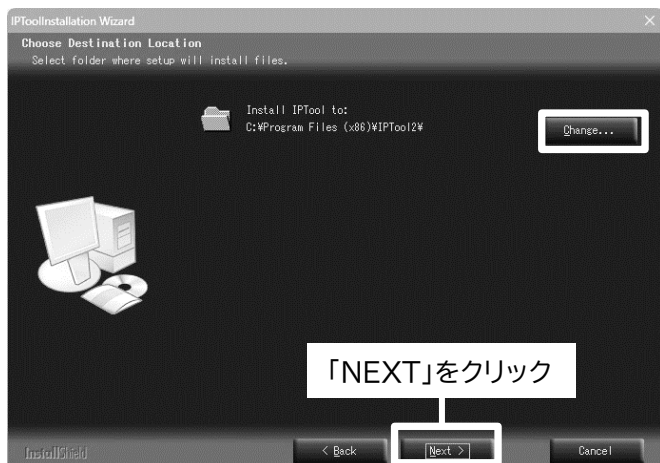 IPToolInstallation Wizard
Choose Destination Location
Select folder where setup will install files.
Install IPTool to:
C:¥Program Files (x86)¥IPTool2¥
Change...
「NEXT」をクリック
InstallShield
< Back
Next >
Cancel